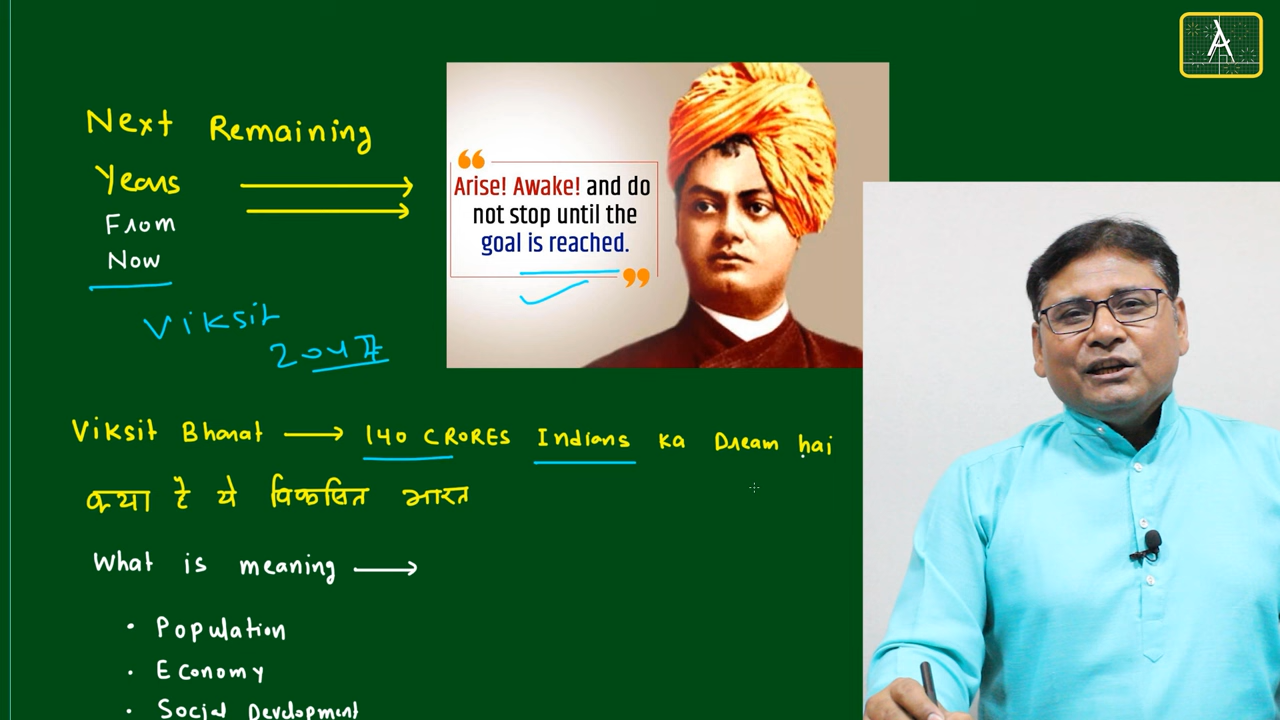 Next Remaining
Years
From
Now
Viksit
2047
“
Arise! Awake! and do
not stop until the
goal is reached.
”
Viksit Bharat → 140 CRORES Indians ka Dream hai
क्या है ये विकसित भारत
What is meaning →
• Population
• Economy
• Social Development